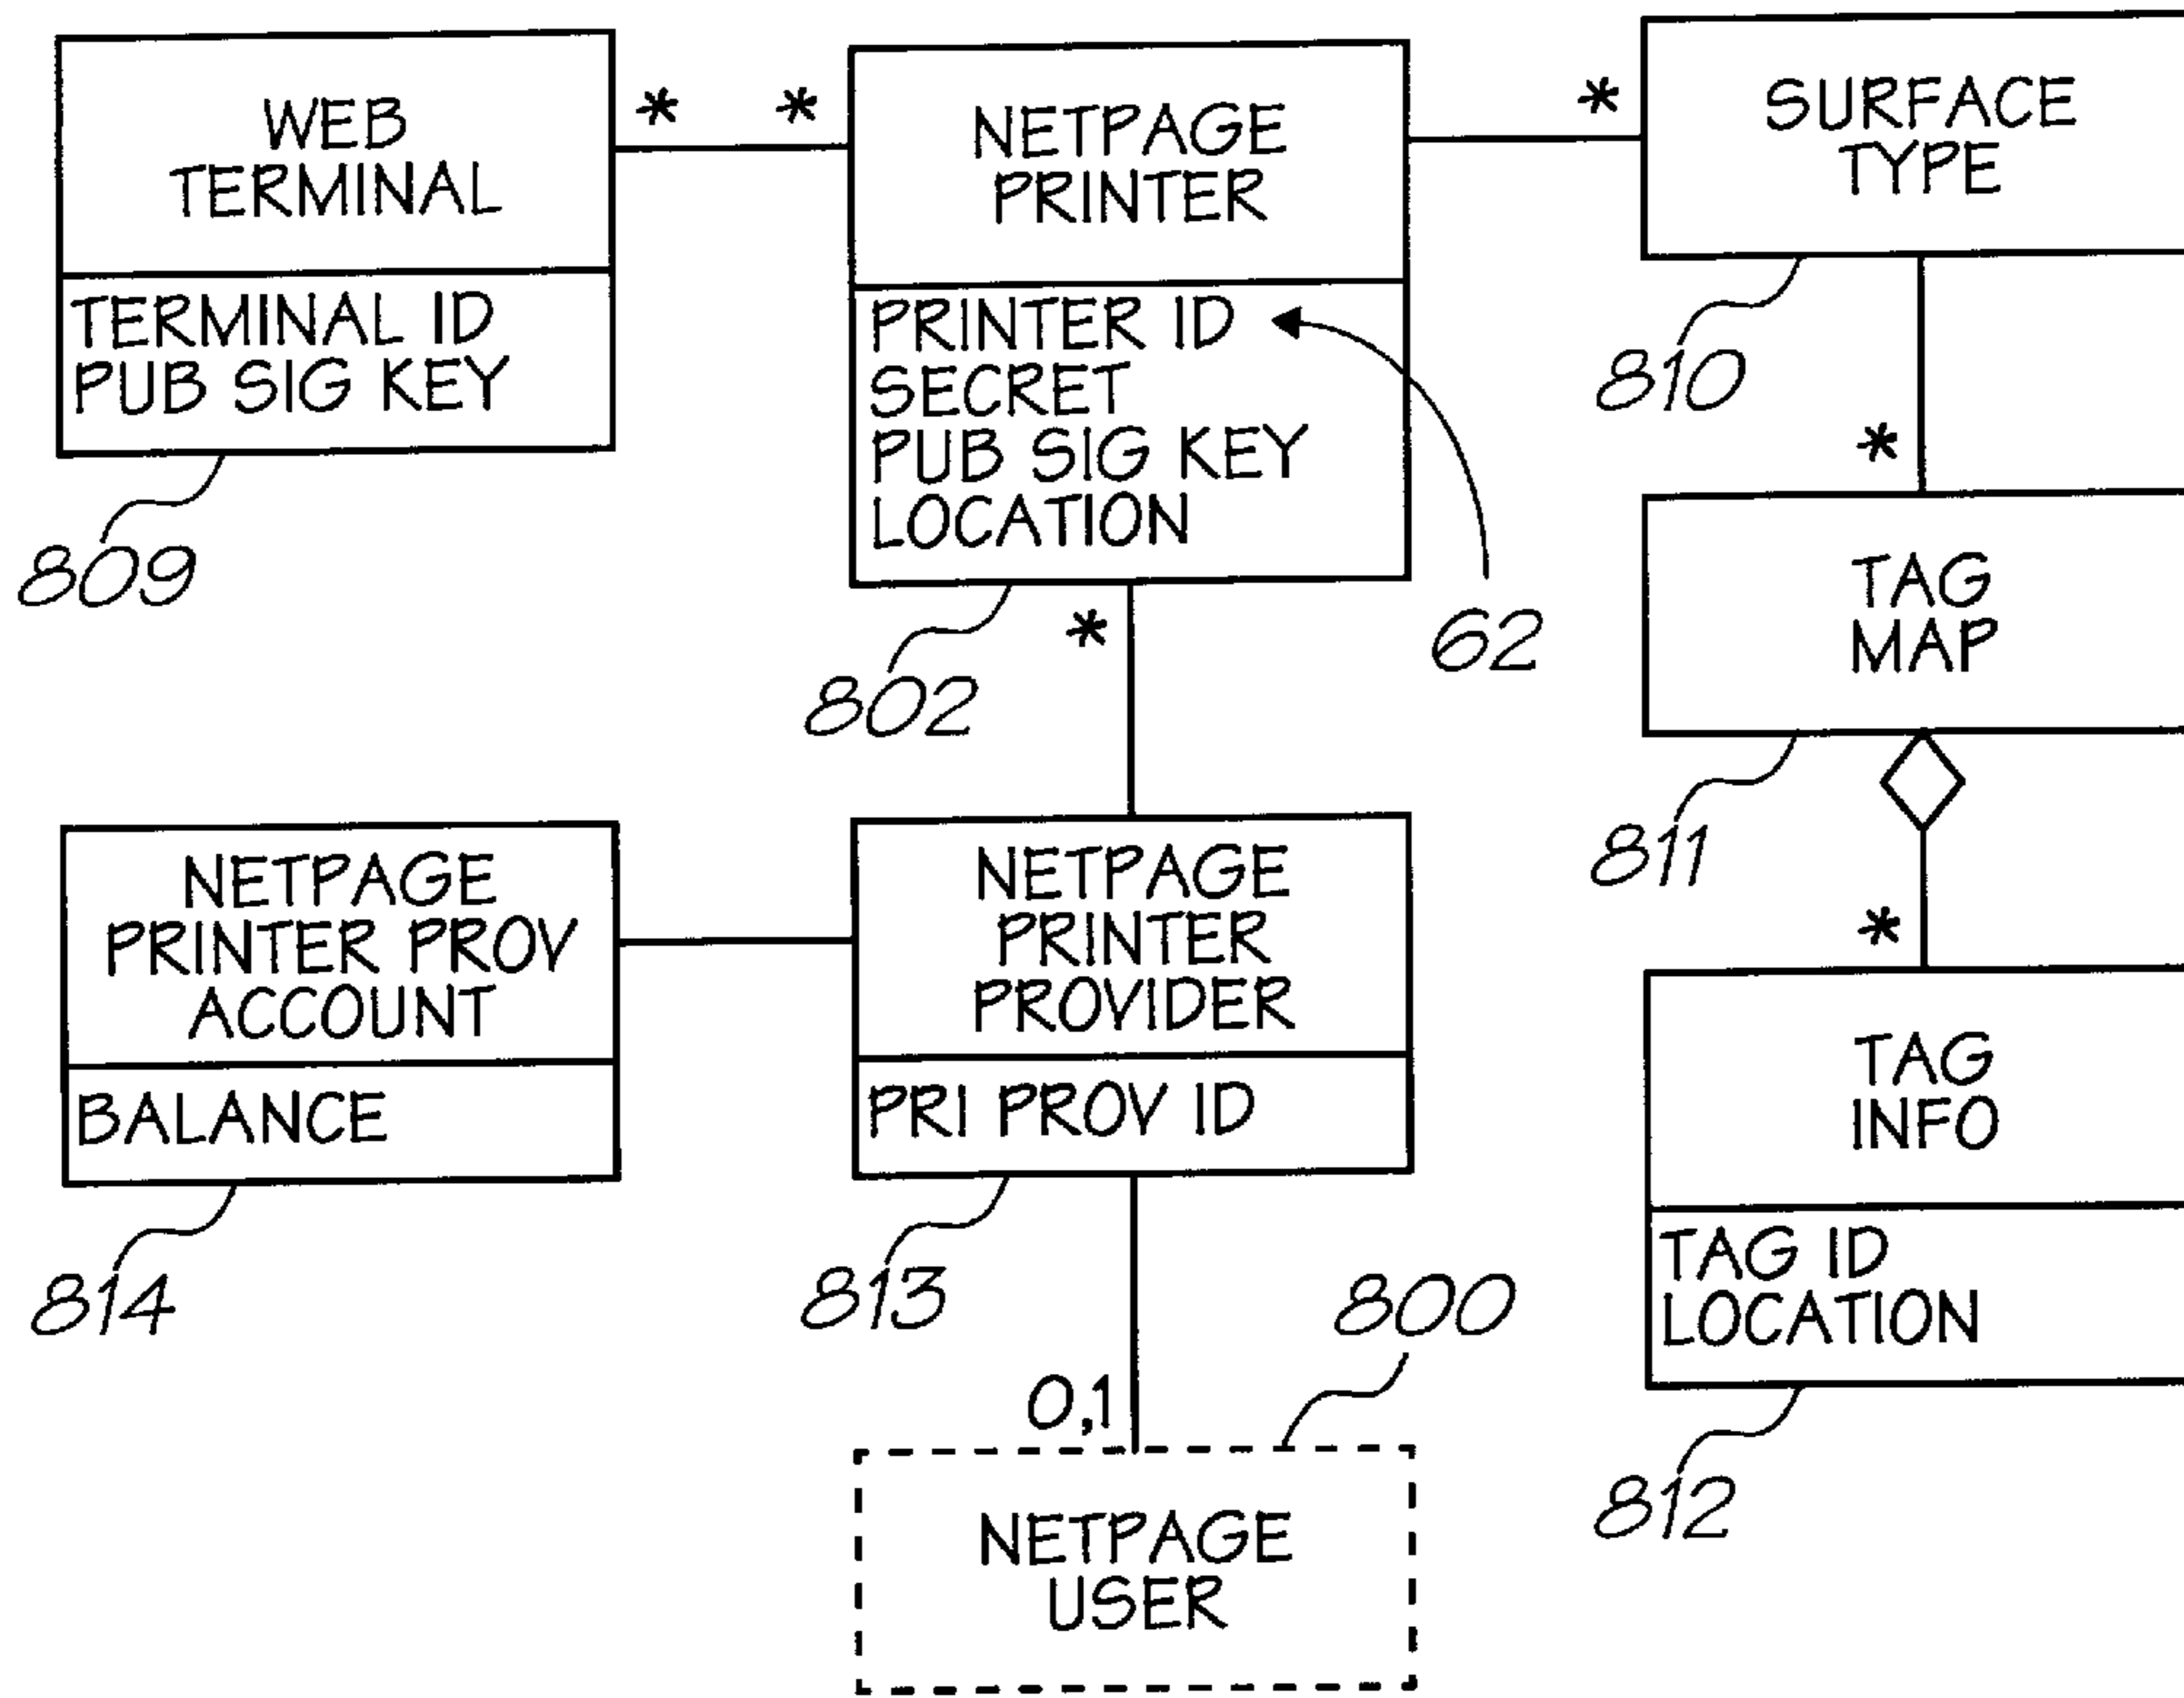 WEB
TERMINAL
TERMINAL ID
PUB SIG KEY
809
*
*
NETPAGE
PRINTER
PRINTER ID
SECRET
PUB SIG KEY
LOCATION
802
62
*
*
SURFACE
TYPE
810
*
TAG
MAP
811
*
TAG
INFO
TAG ID
LOCATION
812
NETPAGE
PRINTER PROV
ACCOUNT
BALANCE
814
NETPAGE
PRINTER
PROVIDER
PRI PROV ID
813
800
0,1
NETPAGE
USER